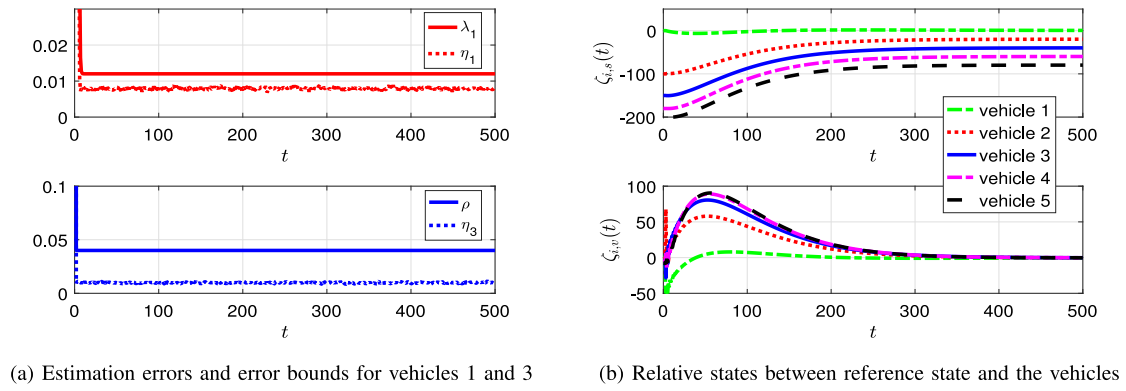 0.02
0.01
0
0 100 200 300 400 500
t
λ₁
η₁
0.1
0.05
0
0 100 200 300 400 500
t
ρ
η₃
(a) Estimation errors and error bounds for vehicles 1 and 3
ζᵢ,ₛ(t)
0
-100
-200
0 100 200 300 400 500
t
vehicle 1
vehicle 2
vehicle 3
vehicle 4
vehicle 5
ζᵢ,ᵥ(t)
100
50
0
-50
0 100 200 300 400 500
t
(b) Relative states between reference state and the vehicles